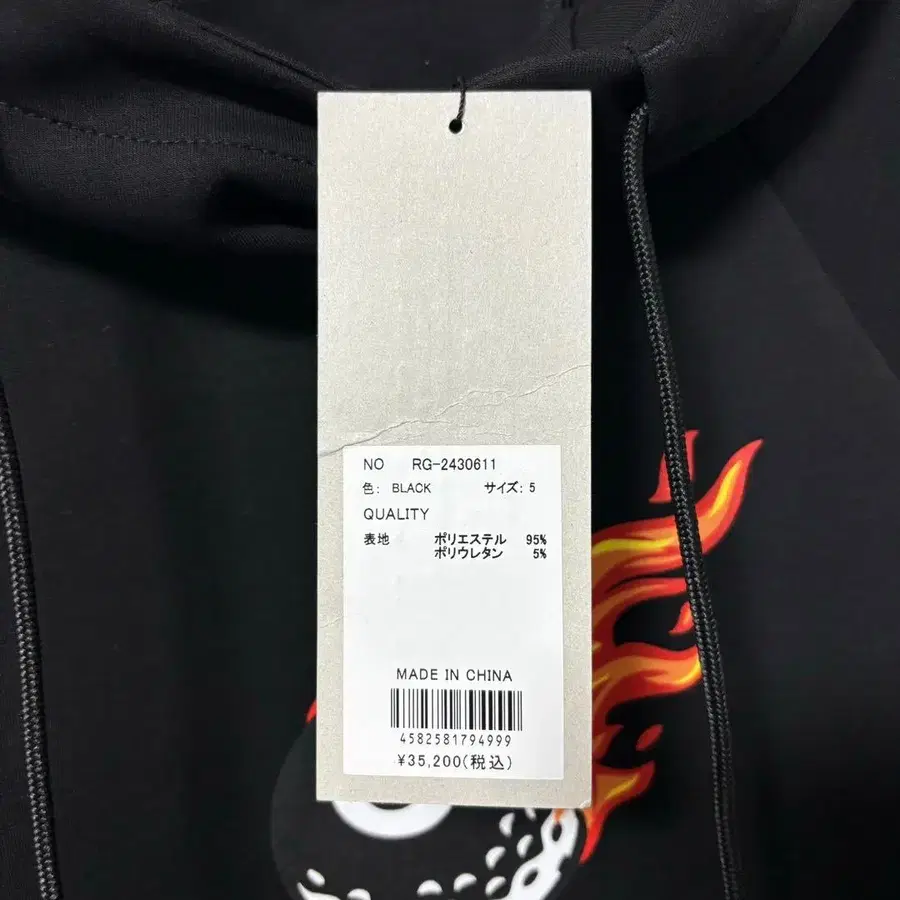 NO RG-2430611
色: BLACK サイズ: 5
QUALITY
表地 ポリエステル 95%
ポリウレタン 5%
MADE IN CHINA
4582581794999
¥35,200(税込)